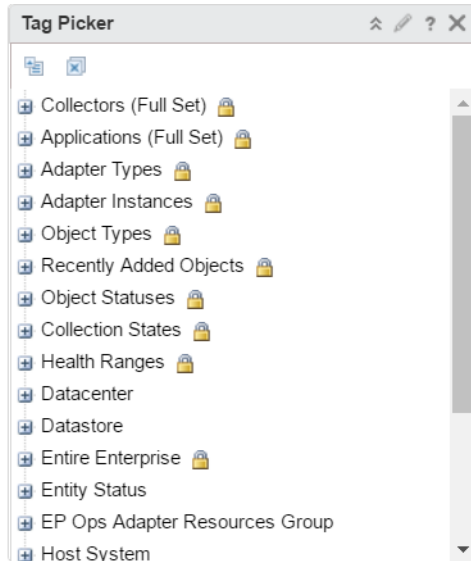 Tag Picker ?
Collectors (Full Set)
Applications (Full Set)
Adapter Types
Adapter Instances
Object Types
Recently Added Objects
Object Statuses
Collection States
Health Ranges
Datacenter
Datastore
Entire Enterprise
Entity Status
EP Ops Adapter Resources Group
Host System